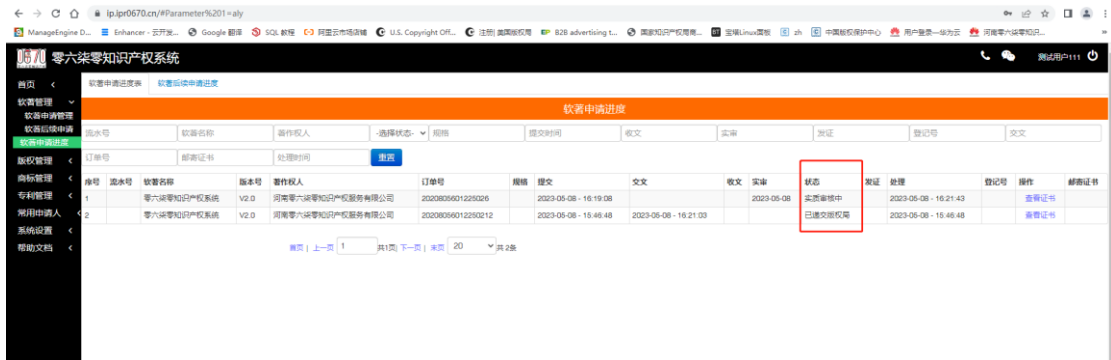 lp.ipr0670.cn/#Parameter%201=aly
ManageEngine D... Enhancer - 云开发... Google 翻译 SQL 教程 阿里云市场店铺 U.S. Copyright Off... 注册| 美国版权局 B2B advertising t... 国家知识产权局商... 宝塔Linux面板 zh 中国版权保护中心 用户登录—华为云 河南零六柒零知识...
零六柒零知识产权系统 测试用户111
首页 软著申请进度表 软著后续申请进度
软著管理
软著申请管理
软著后续申请
软著申请进度
版权管理
商标管理
专利管理
常用申请人
系统设置
帮助文档
软著申请进度
流水号 软著名称 著作权人 -选择状态- 规格 提交时间 收文 实审 发证 登记号 交文
订单号 邮寄证书 处理时间 重置
序号 流水号 软著名称 版本号 著作权人 订单号 规格 提交 交文 收文 实审 状态 发证 处理 登记号 操作 邮寄证书
1 零六柒零知识产权系统 V2.0 河南零六柒零知识产权服务有限公司 20208056012250​26 2023-05-08 - 16:19:08 2023-05-08 实质审核中 2023-05-08 - 16:21:43 查看证书
2 零六柒零知识产权系统 V2.0 河南零六柒零知识产权服务有限公司 202080560122502​12 2023-05-08 - 15:46:48 2023-05-08 - 16:21:03 已递交版权局 2023-05-08 - 15:46:48 查看证书
首页 | 上一页 1 共1页| 下一页 | 末页 20 共 2条